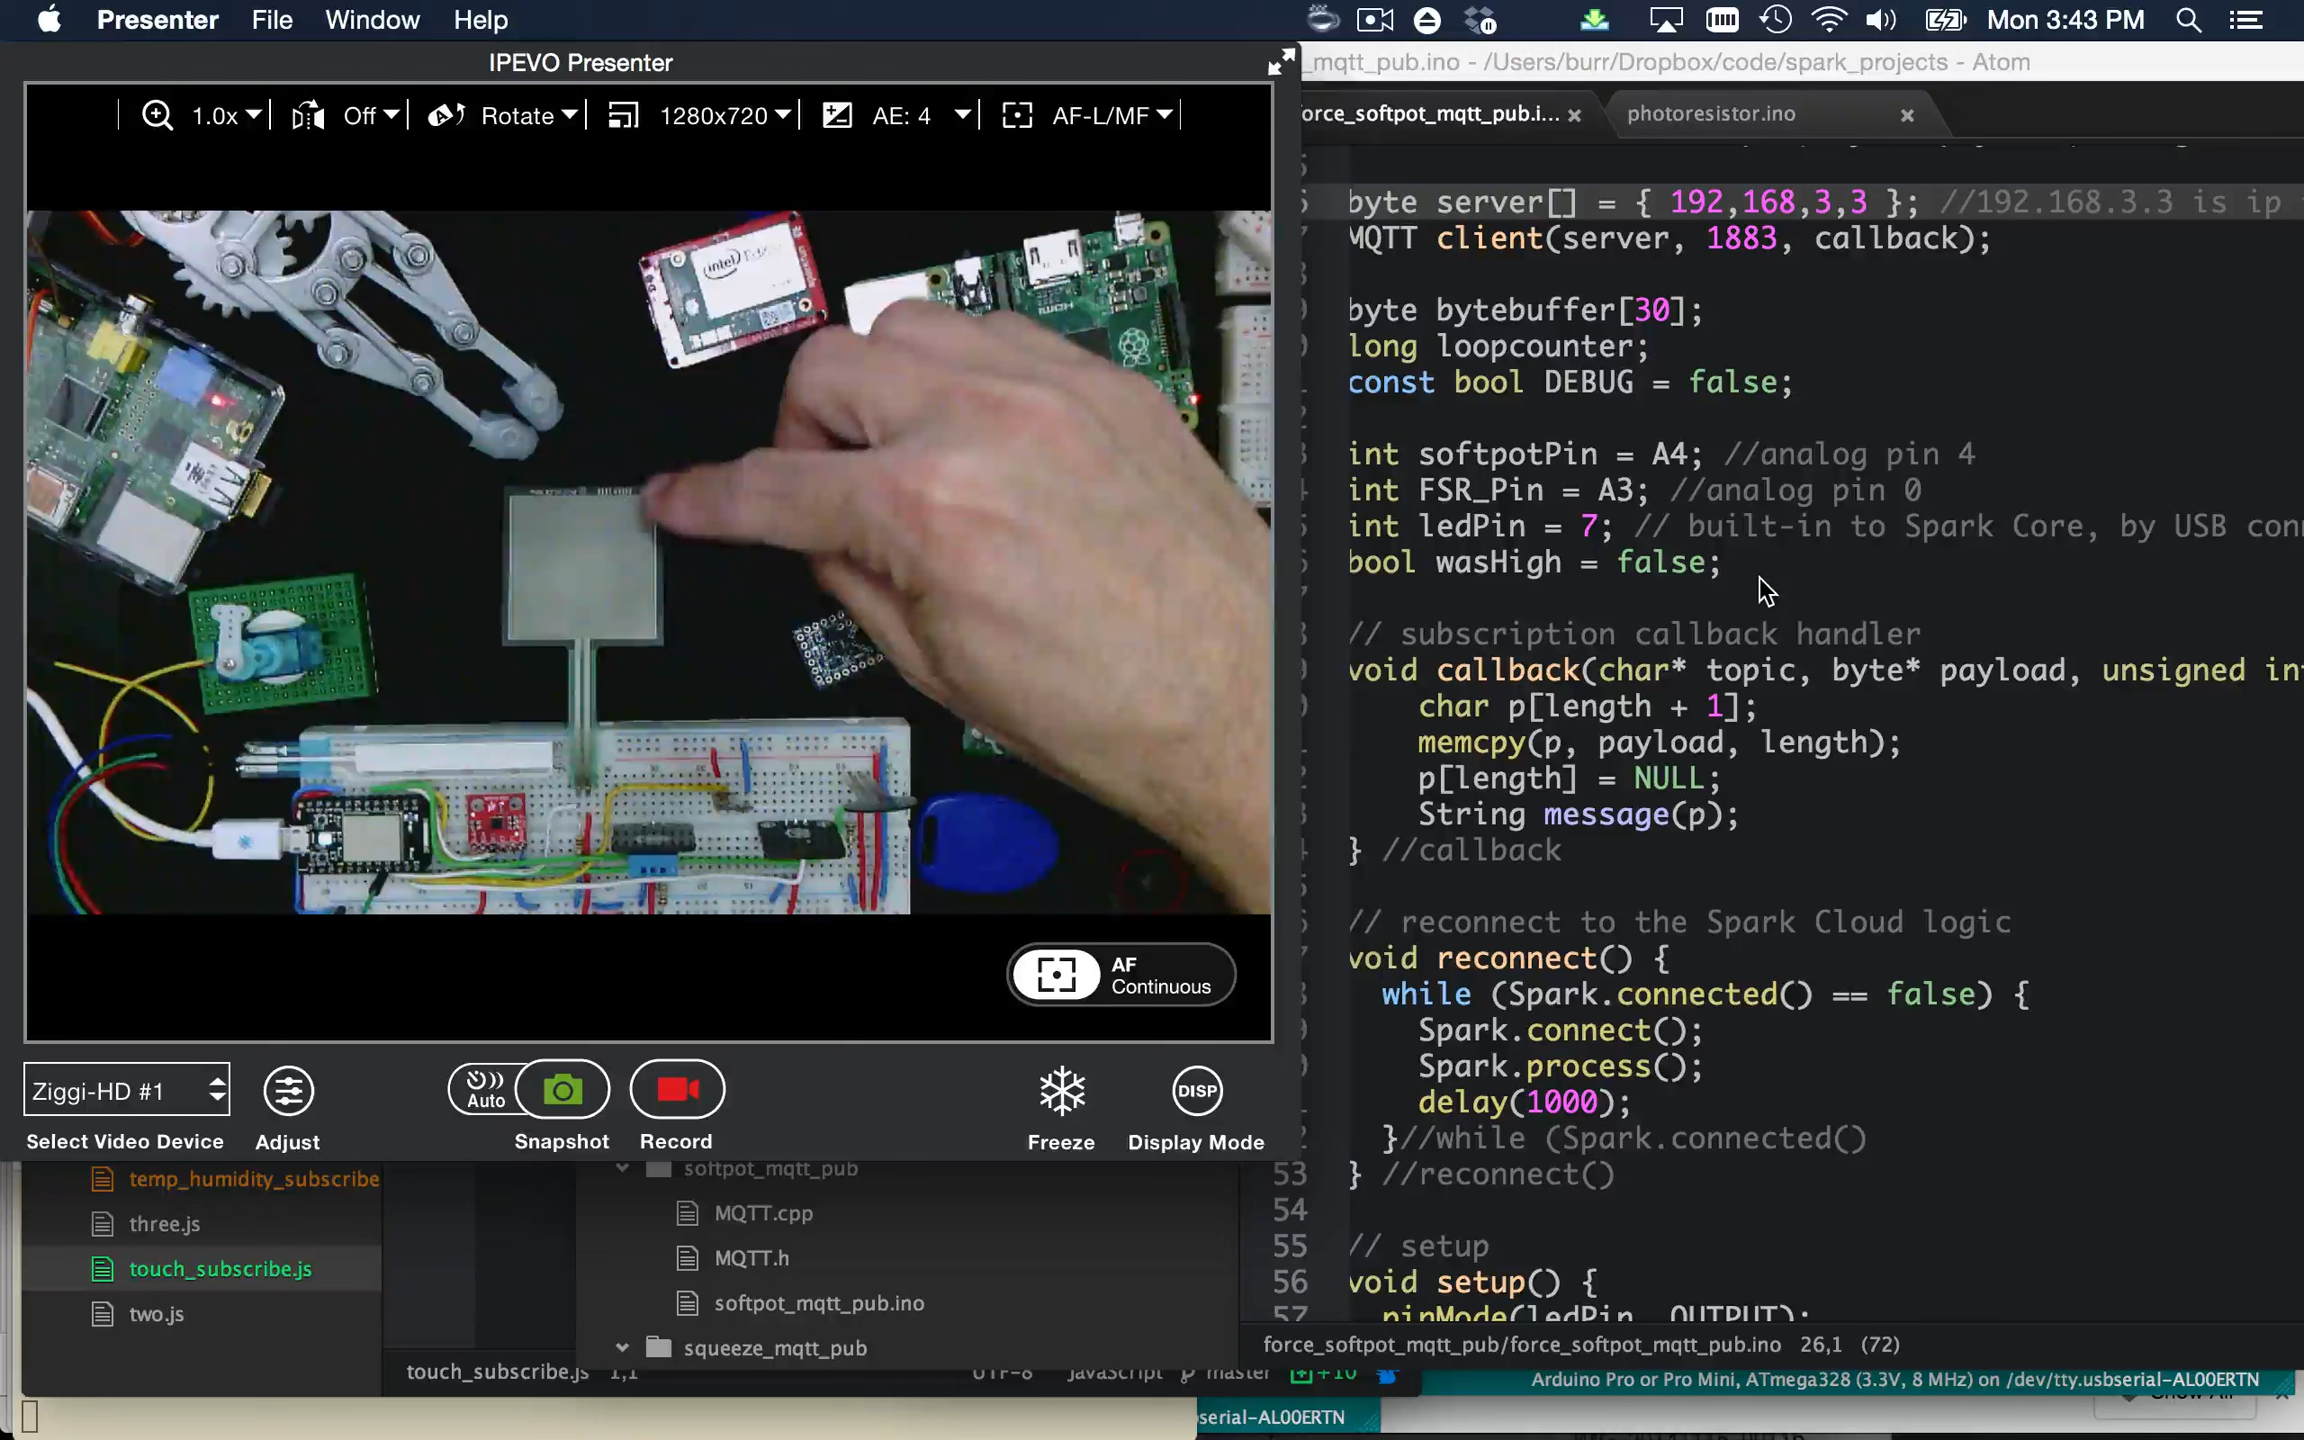 Presenter File Window Help
Mon 3:43 PM
IPEVO Presenter
_mqtt_pub.ino - /Users/burr/Dropbox/code/spark_projects - Atom
1.0x Off Rotate 1280x720 AE: 4 AF-L/MF
orce_softpot_mqtt_pub.i...
photoresistor.ino
byte server[] = { 192,168,3,3 }; //192.168.3.3 is ip
MQTT client(server, 1883, callback);
byte bytebuffer[30];
long loopcounter;
const bool DEBUG = false;
int softpotPin = A4; //analog pin 4
int FSR_Pin = A3; //analog pin 0
int ledPin = 7; // built-in to Spark Core, by USB con
bool wasHigh = false;
// subscription callback handler
void callback(char* topic, byte* payload, unsigned in
char p[length + 1];
memcpy(p, payload, length);
p[length] = NULL;
String message(p);
} //callback
// reconnect to the Spark Cloud logic
void reconnect() {
while (Spark.connected() == false) {
Spark.connect();
Spark.process();
delay(1000);
}//while (Spark.connected()
53 } //reconnect()
54
55 // setup
56 void setup() {
57 pinMode(ledPin, OUTPUT);
intel
AF
Continuous
Ziggi-HD #1
Auto
DISP
Select Video Device
Adjust
Snapshot
Record
Freeze
Display Mode
temp_humidity_subscribe
three.js
touch_subscribe.js
two.js
softpot_mqtt_pub
MQTT.cpp
MQTT.h
softpot_mqtt_pub.ino
squeeze_mqtt_pub
force_softpot_mqtt_pub/force_softpot_mqtt_pub.ino 26,1 (72)
touch_subscribe.js 1,1
UTF-8 JavaScript master +10
Arduino Pro or Pro Mini, ATmega328 (3.3V, 8 MHz) on /dev/tty.usbserial-AL00ERTN
Show All
serial-AL00ERTN